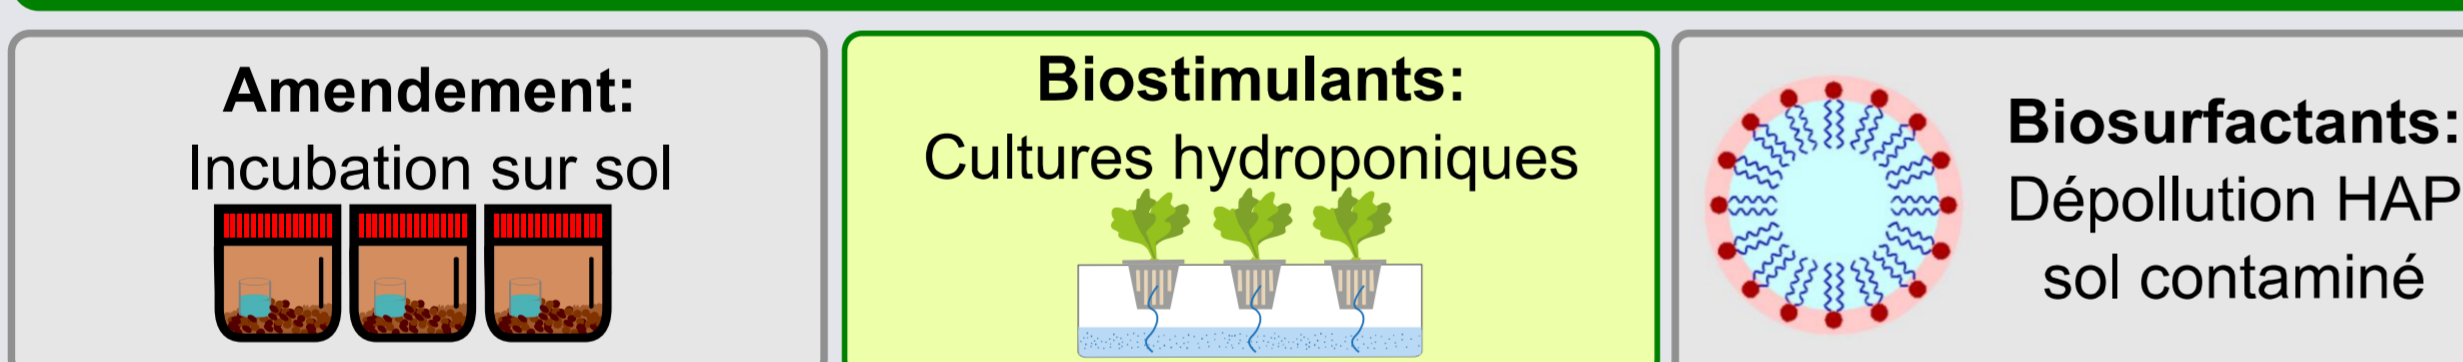 Amendement:
Incubation sur sol
Biostimulants:
Cultures hydroponiques
Biosurfactants:
Dépollution HAP
sol contaminé